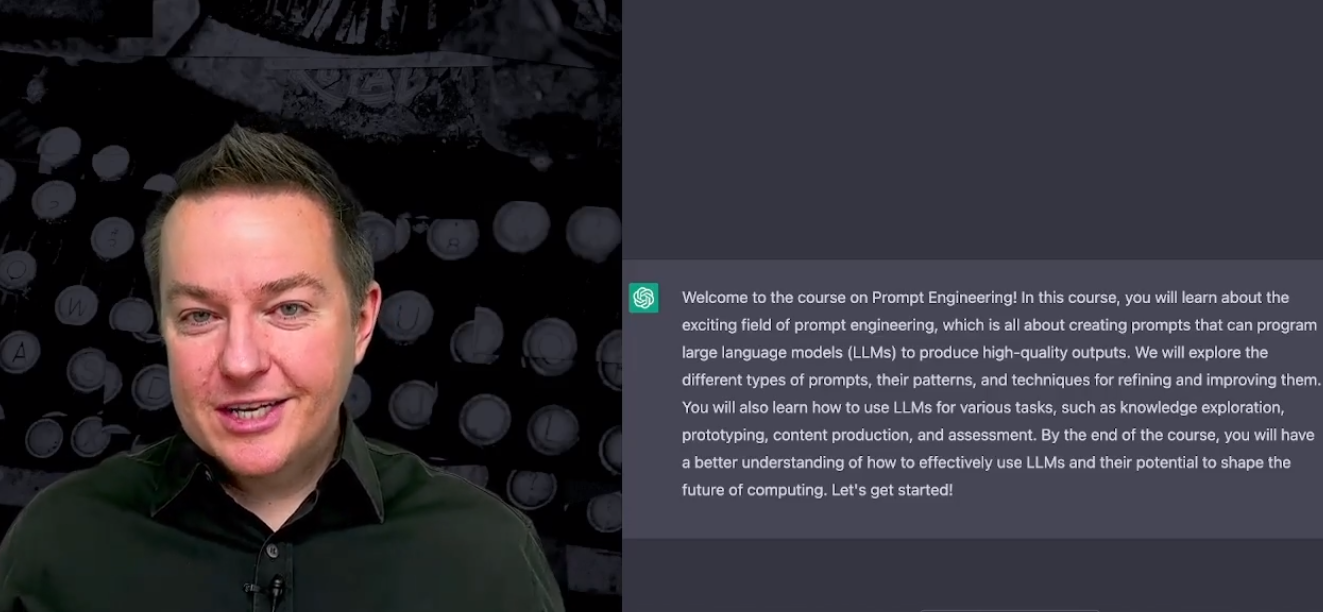 Welcome to the course on Prompt Engineering! In this course, you will learn about the
exciting field of prompt engineering, which is all about creating prompts that can program
large language models (LLMs) to produce high-quality outputs. We will explore the
different types of prompts, their patterns, and techniques for refining and improving them.
You will also learn how to use LLMs for various tasks, such as knowledge exploration,
prototyping, content production, and assessment. By the end of the course, you will have
a better understanding of how to effectively use LLMs and their potential to shape the
future of computing. Let's get started!